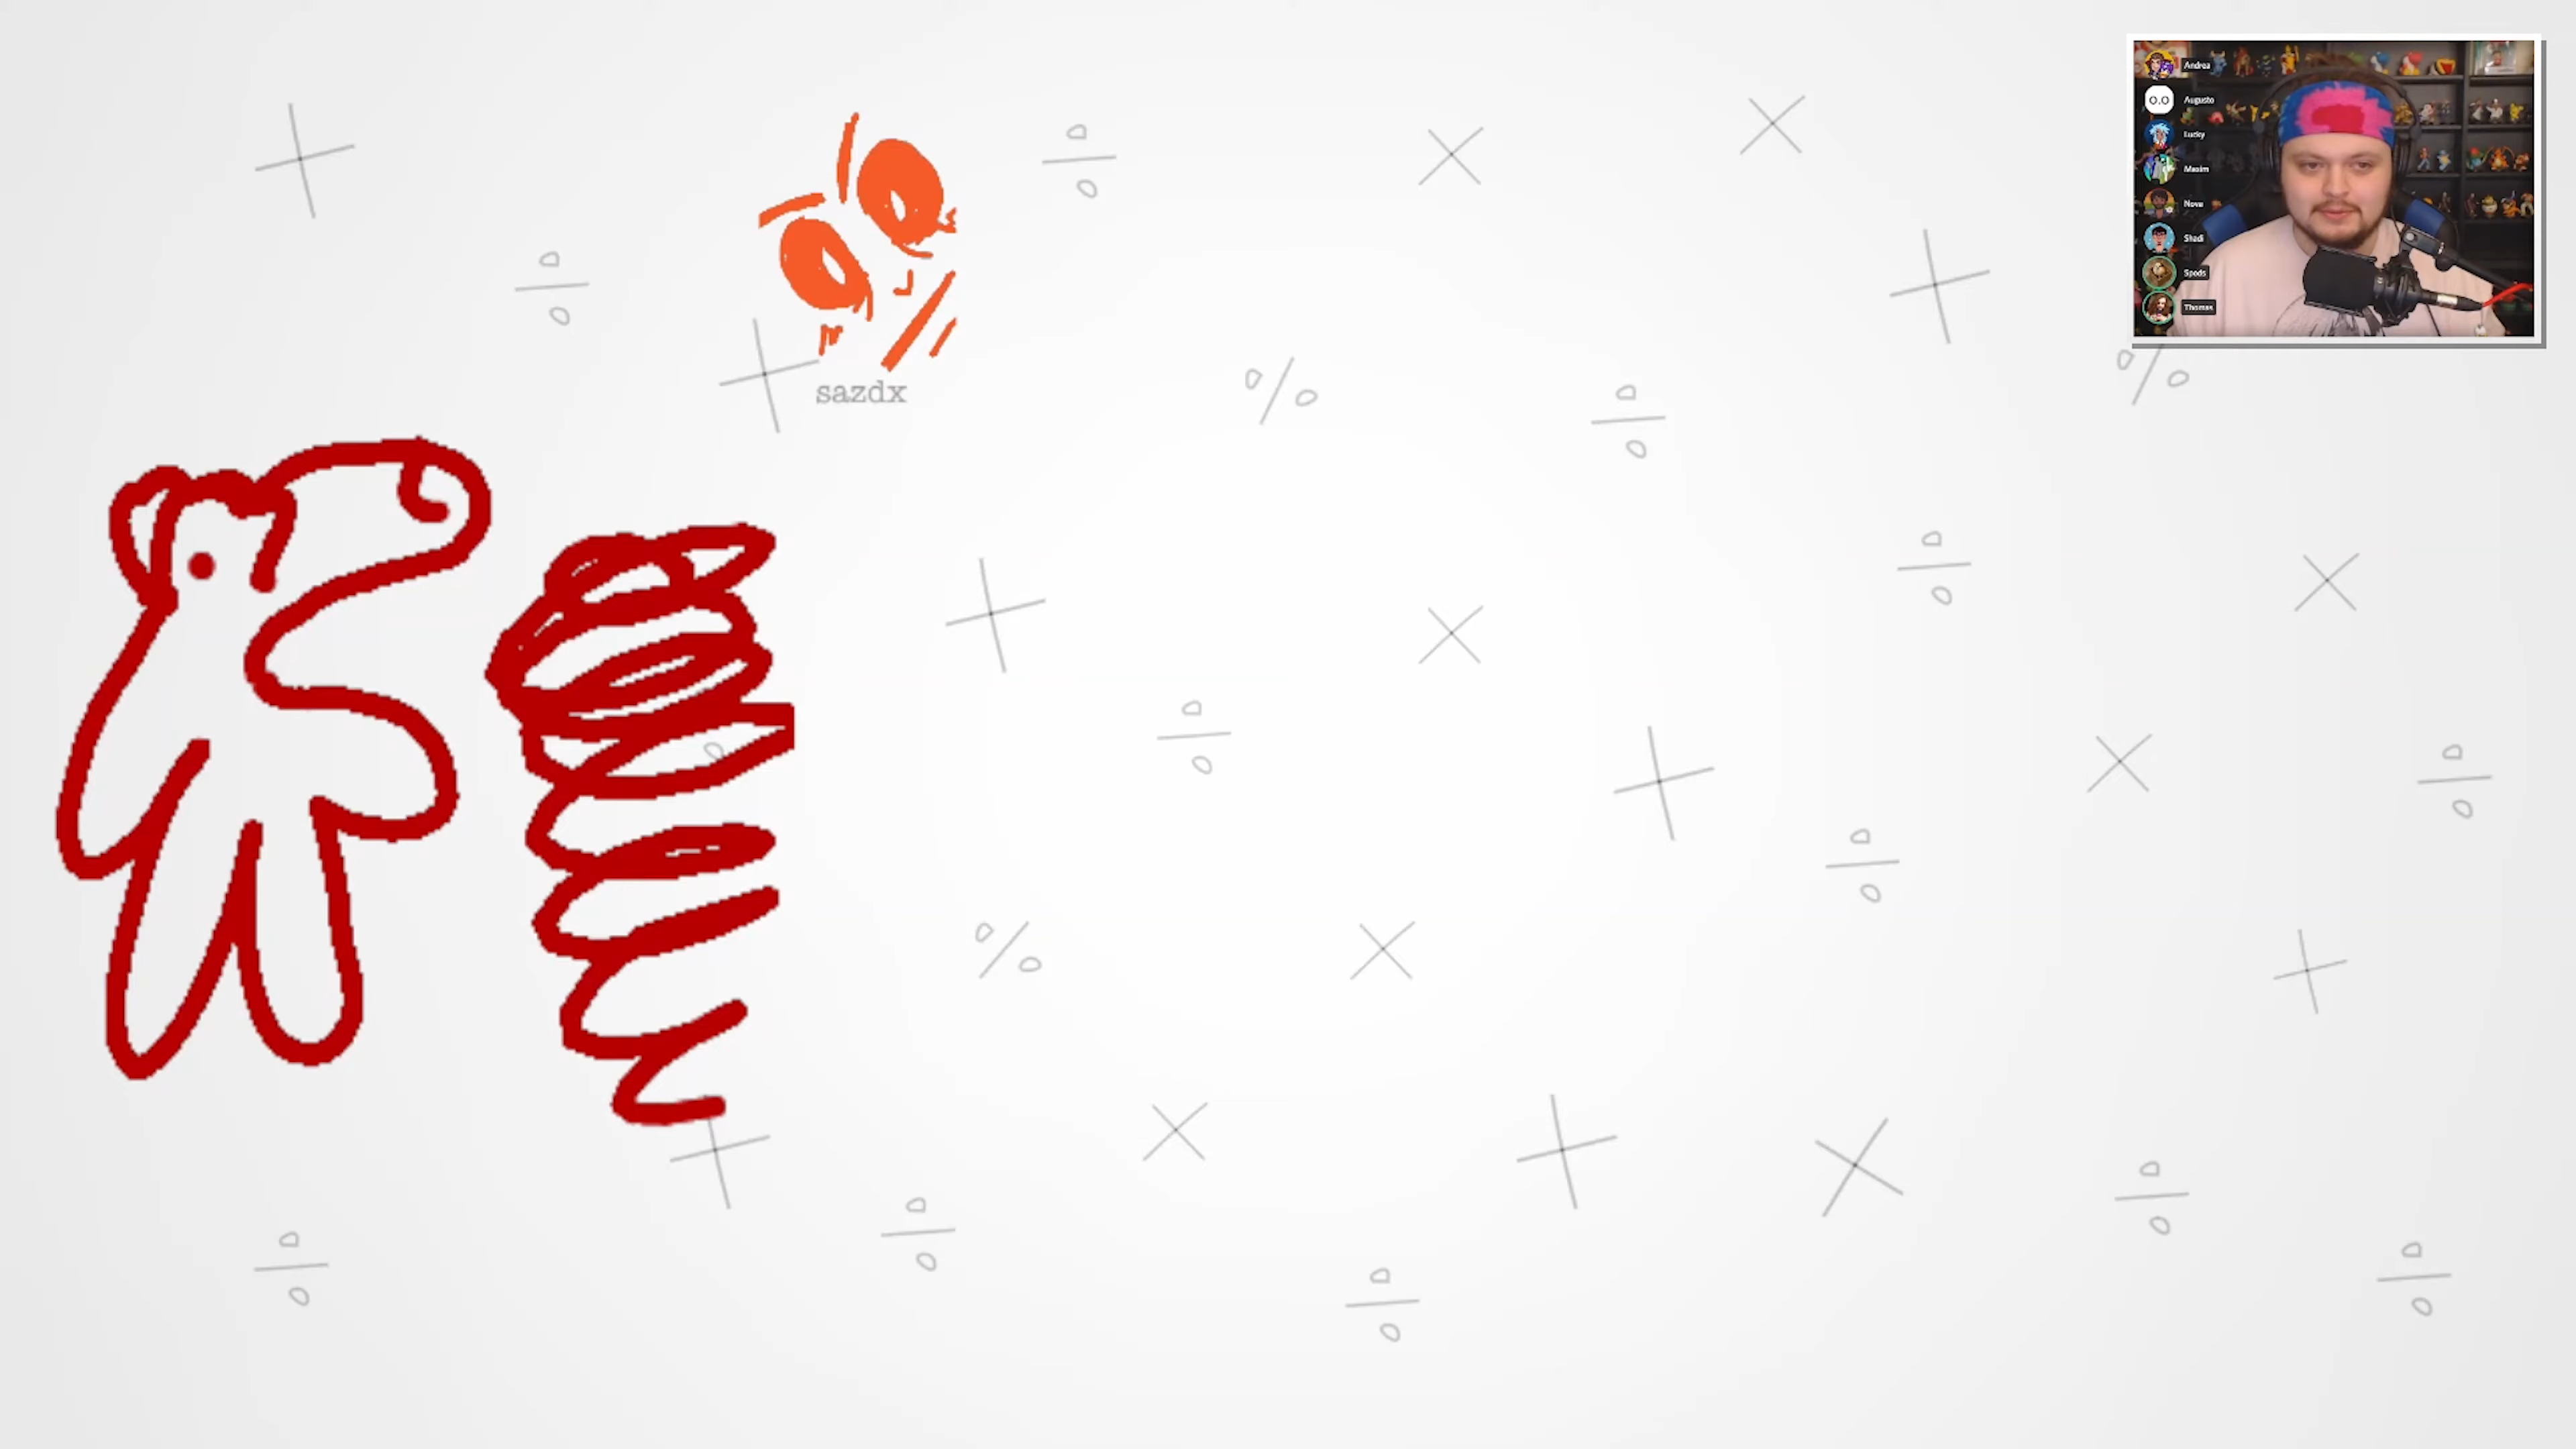 Andrea
Augusto
Lucky
Maxim
Nova
Shadi
Spods
Thomas
sazdx